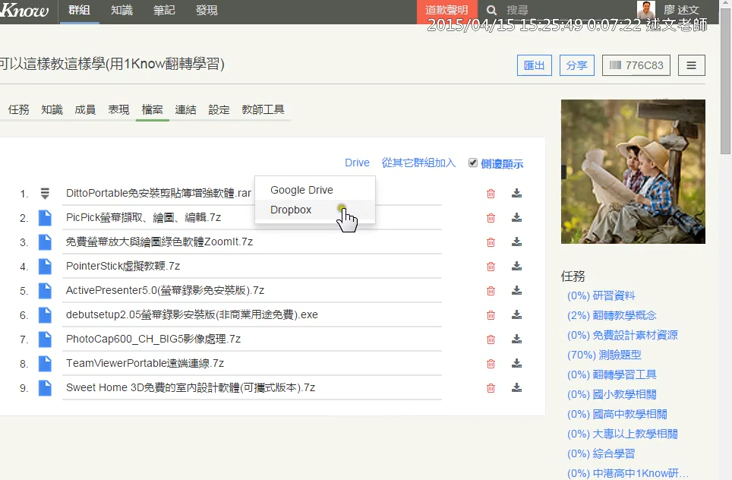 Know 群組 知識 筆記 發現 道歉聲明 搜尋 廖 述文
2015/04/15 15:25:49 0:07:22 述文老師
可以這樣教這樣學(用1Know翻轉學習) 匯出 分享 776C83
任務 知識 成員 表現 檔案 連結 設定 教師工具
Drive 從其它群組加入 側邊顯示
Google Drive
Dropbox
1. DittoPortable免安裝剪貼簿增強軟體.rar
2. PicPick螢幕擷取、繪圖、編輯.7z
3. 免費螢幕放大與繪圖綠色軟體ZoomIt.7z
4. PointerStick虛擬教鞭.7z
5. ActivePresenter5.0(螢幕錄影免安裝版).7z
6. debutsetup2.05螢幕錄影安裝版(非商業用途免費).exe
7. PhotoCap600_CH_BIG5影像處理.7z
8. TeamViewerPortable遠端連線.7z
9. Sweet Home 3D免費的室內設計軟體(可攜式版本).7z
任務
(0%) 研習資料
(2%) 翻轉教學概念
(0%) 免費設計素材資源
(70%) 測驗題型
(0%) 翻轉學習工具
(0%) 國小教學相關
(0%) 國高中教學相關
(0%) 大專以上教學相關
(0%) 綜合學習
(0%) 中港高中1Know研...